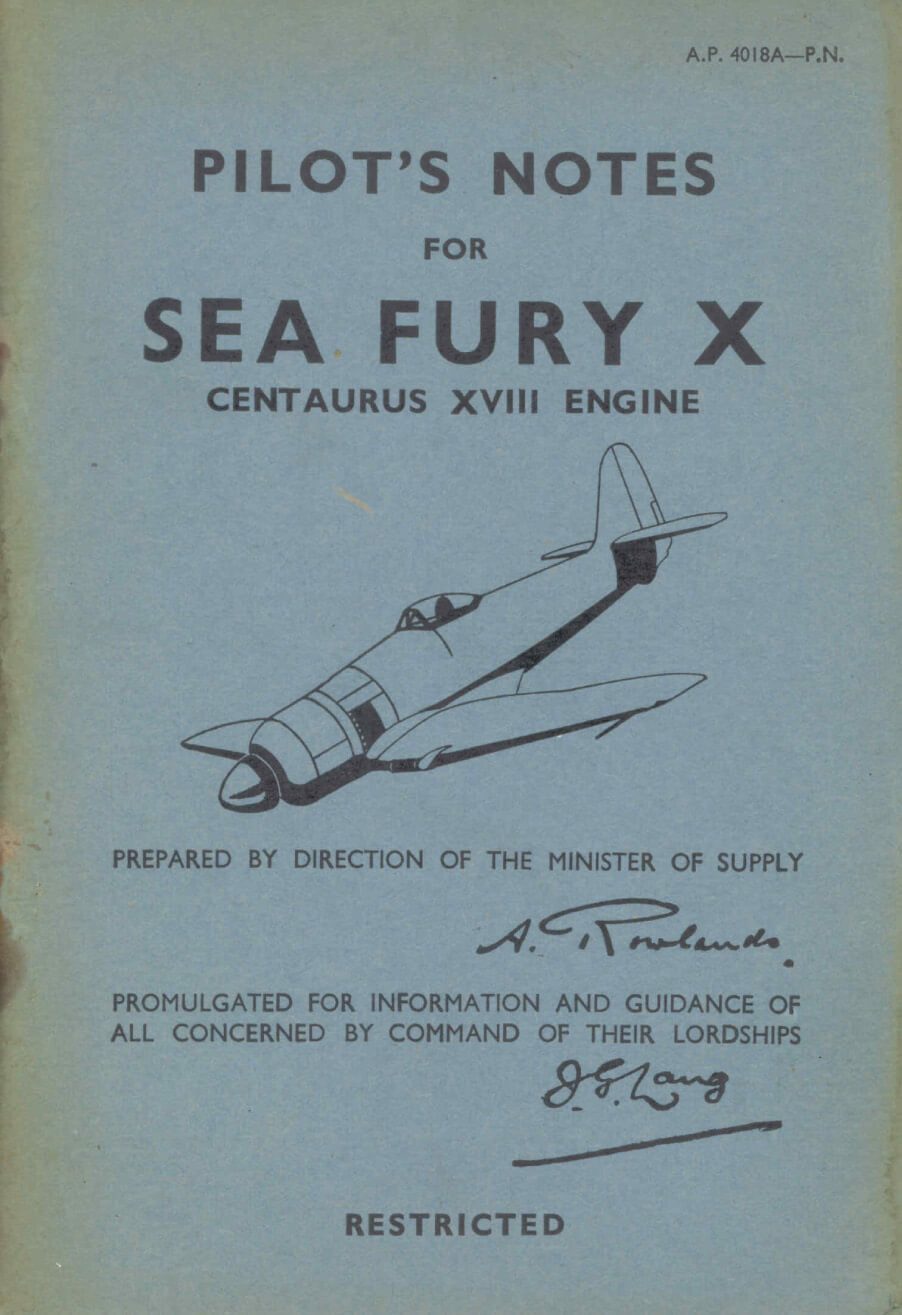 A.P. 4018A—P.N.
PILOT'S NOTES
FOR
SEA FURY X
CENTAURUS XVIII ENGINE
PREPARED BY DIRECTION OF THE MINISTER OF SUPPLY
A. Rowlands.
PROMULGATED FOR INFORMATION AND GUIDANCE OF
ALL CONCERNED BY COMMAND OF THEIR LORDSHIPS
J.G. Lang
RESTRICTED